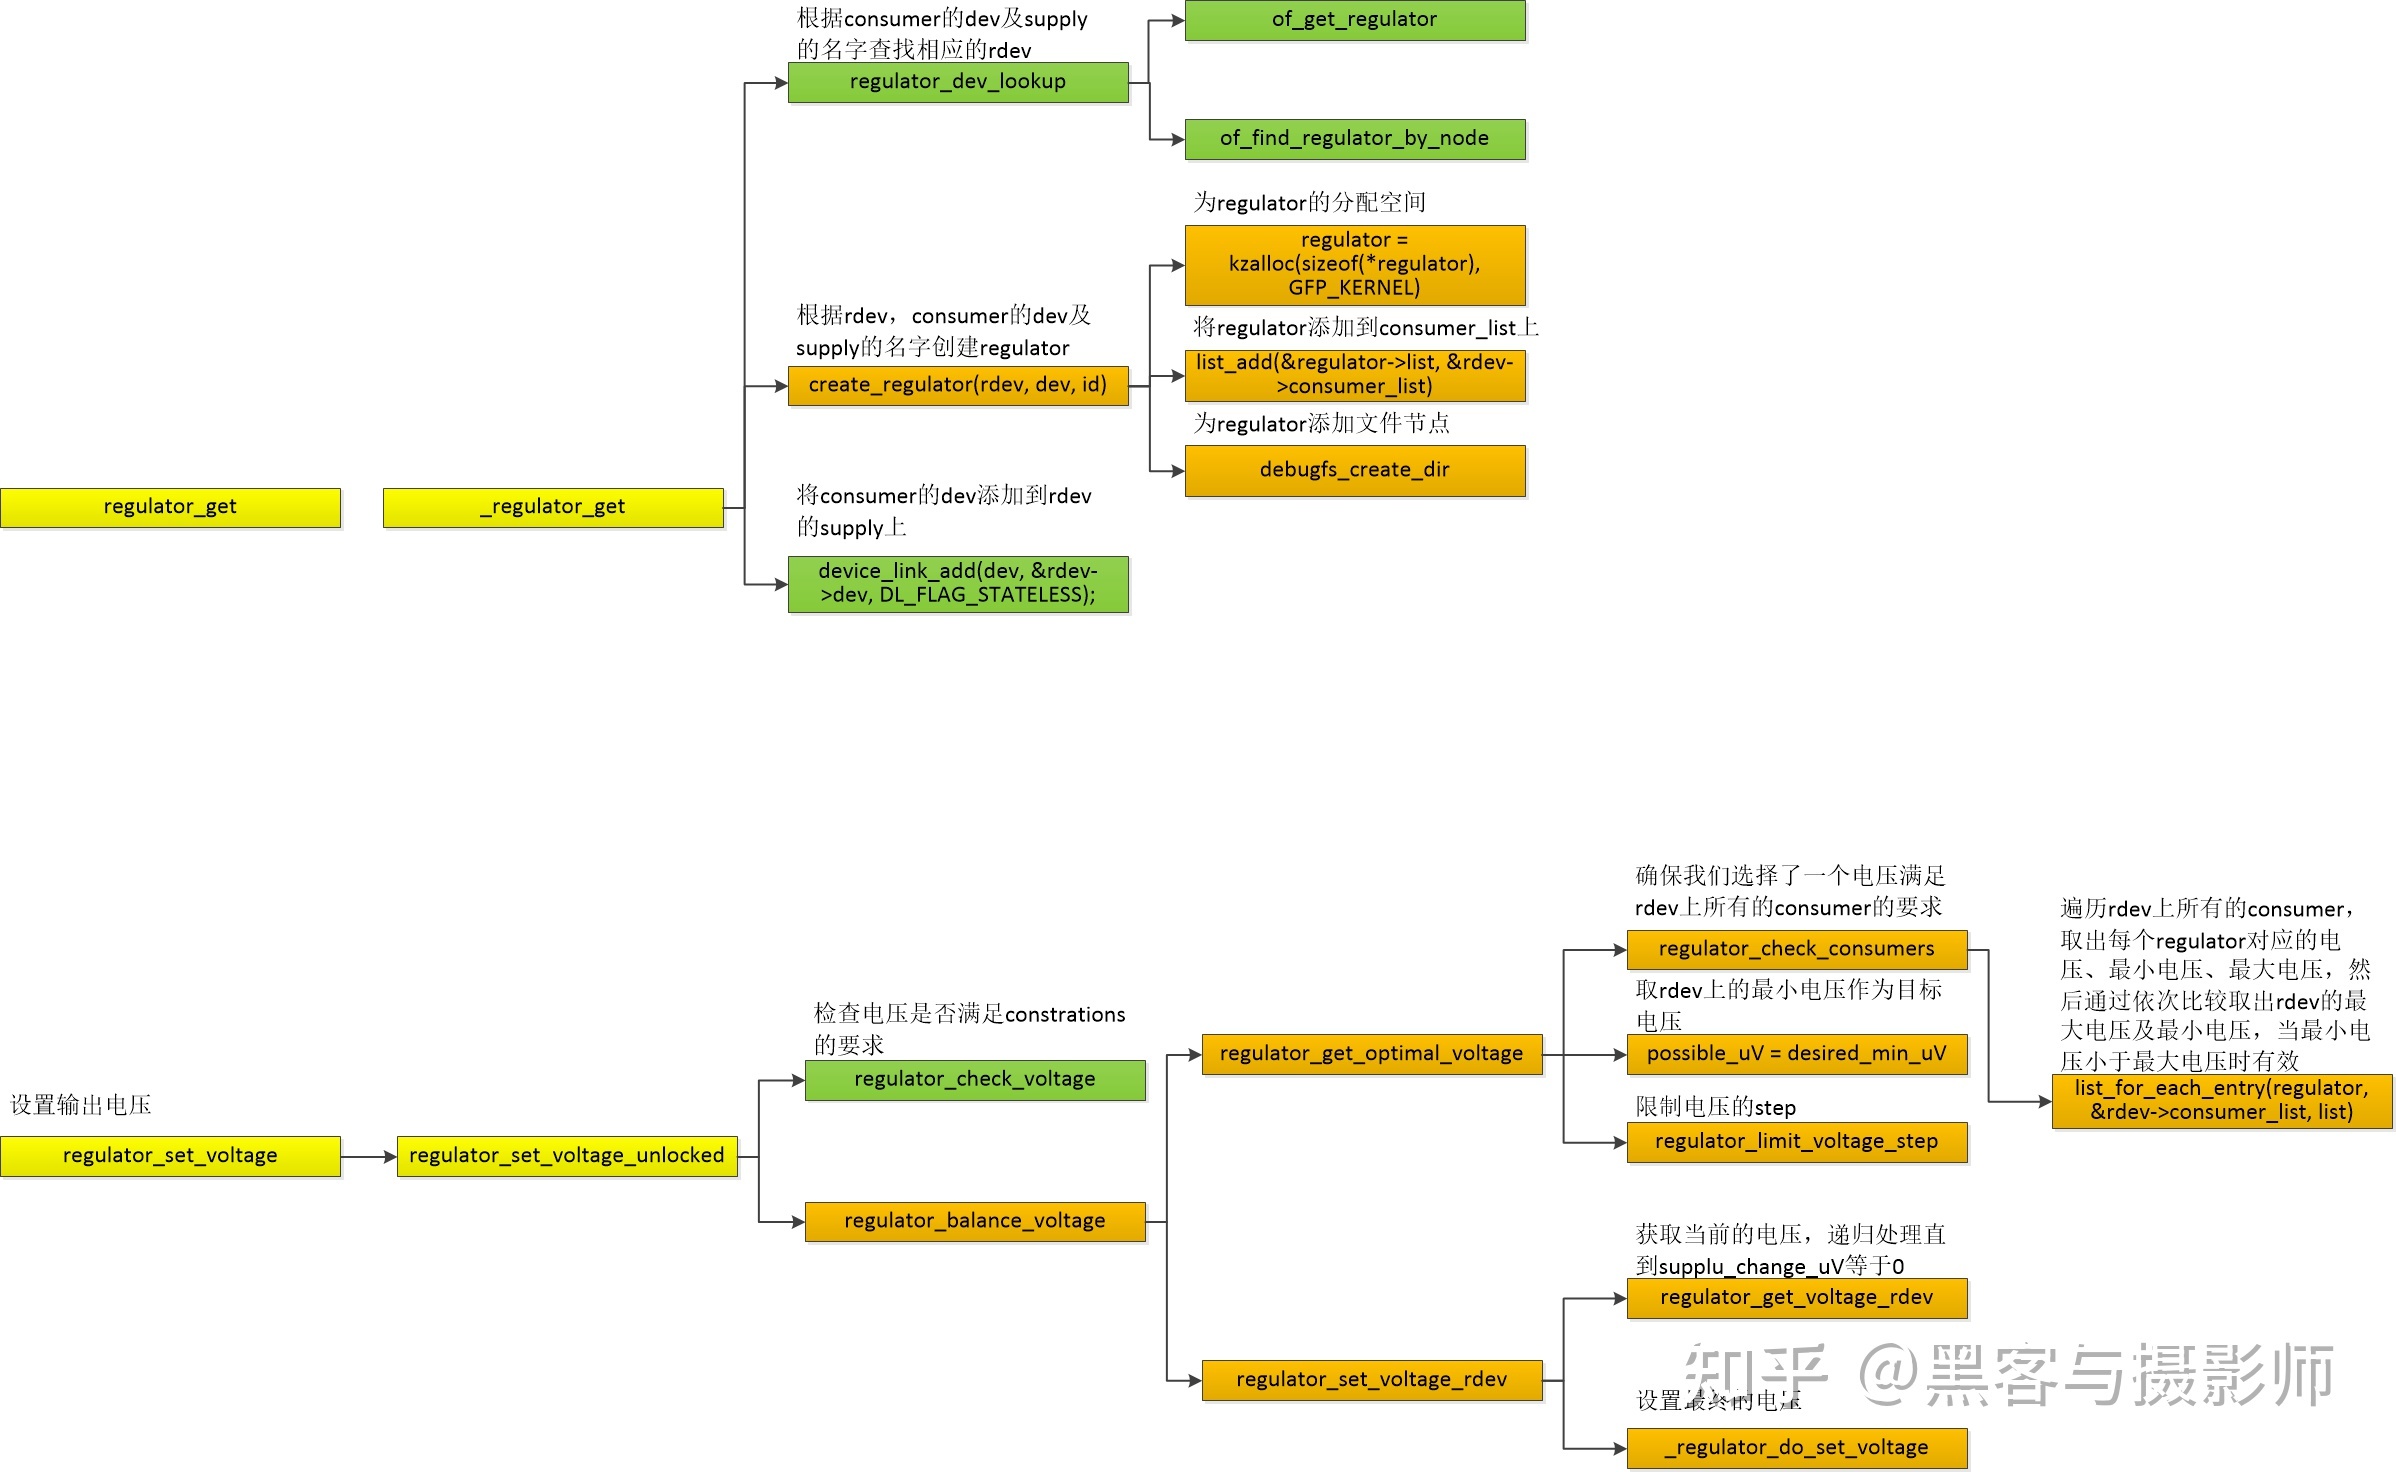 根据consumer的dev及supply
的名字查找相应的rdev
regulator_dev_lookup
of_get_regulator
of_find_regulator_by_node
为regulator的分配空间
regulator =
kzalloc(sizeof(*regulator),
GFP_KERNEL)
根据rdev，consumer的dev及
supply的名字创建regulator
create_regulator(rdev, dev, id)
将regulator添加到consumer_list上
list_add(&regulator->list, &rdev-
>consumer_list)
为regulator添加文件节点
debugfs_create_dir
regulator_get
_regulator_get
将consumer的dev添加到rdev
的supply上
device_link_add(dev, &rdev-
>dev, DL_FLAG_STATELESS);
设置输出电压
regulator_set_voltage
regulator_set_voltage_unlocked
检查电压是否满足constrations
的要求
regulator_check_voltage
regulator_balance_voltage
regulator_get_optimal_voltage
确保我们选择了一个电压满足
rdev上所有的consumer的要求
regulator_check_consumers
取rdev上的最小电压作为目标
电压
possible_uV = desired_min_uV
限制电压的step
regulator_limit_voltage_step
遍历rdev上所有的consumer，
取出每个regulator对应的电
压、最小电压、最大电压，然
后通过依次比较取出rdev的最
大电压及最小电压，当最小电
压小于最大电压时有效
list_for_each_entry(regulator,
&rdev->consumer_list, list)
regulator_set_voltage_rdev
获取当前的电压，递归处理直
到supplu_change_uV等于0
regulator_get_voltage_rdev
设置最终的电压
_regulator_do_set_voltage
知乎 @黑客与摄影师